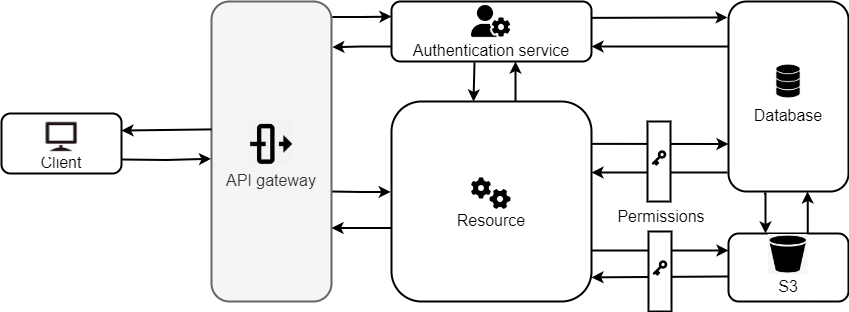 Authentication service
Database
Client
API gateway
Resource
Permissions
S3